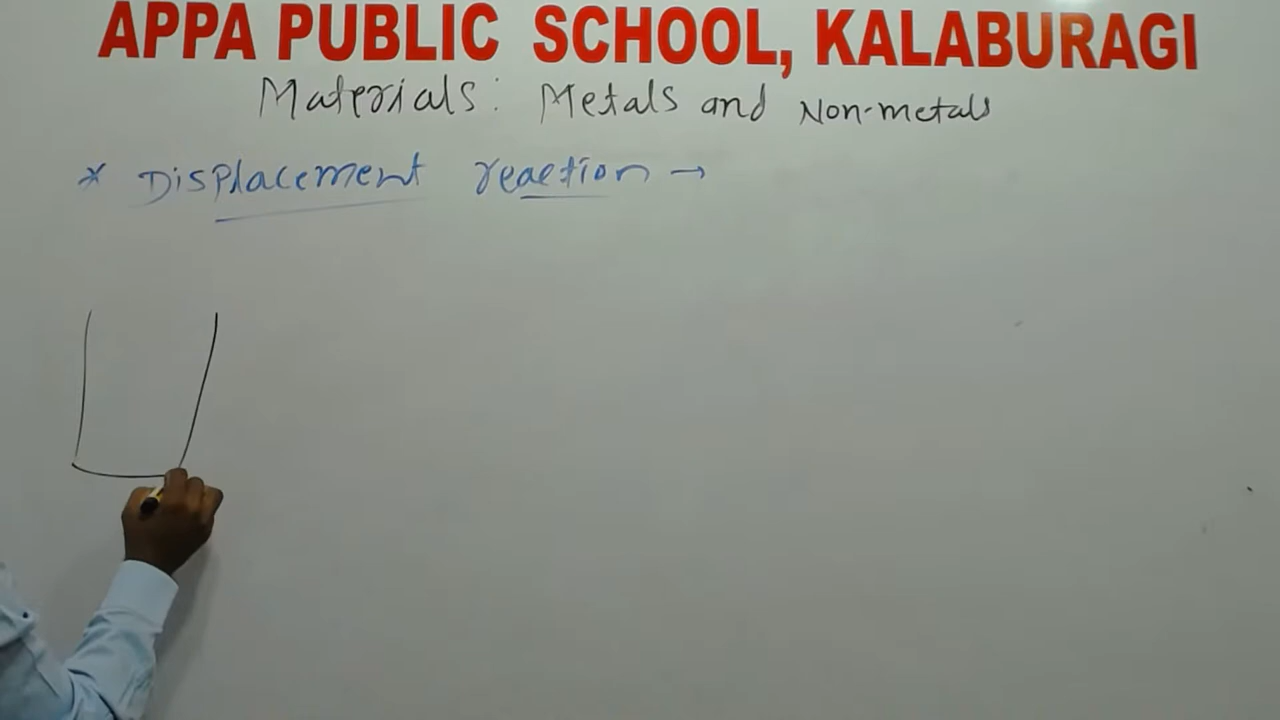 APPA PUBLIC SCHOOL, KALABURAGI
Materials: Metals and Non-metals
* Displacement reaction →